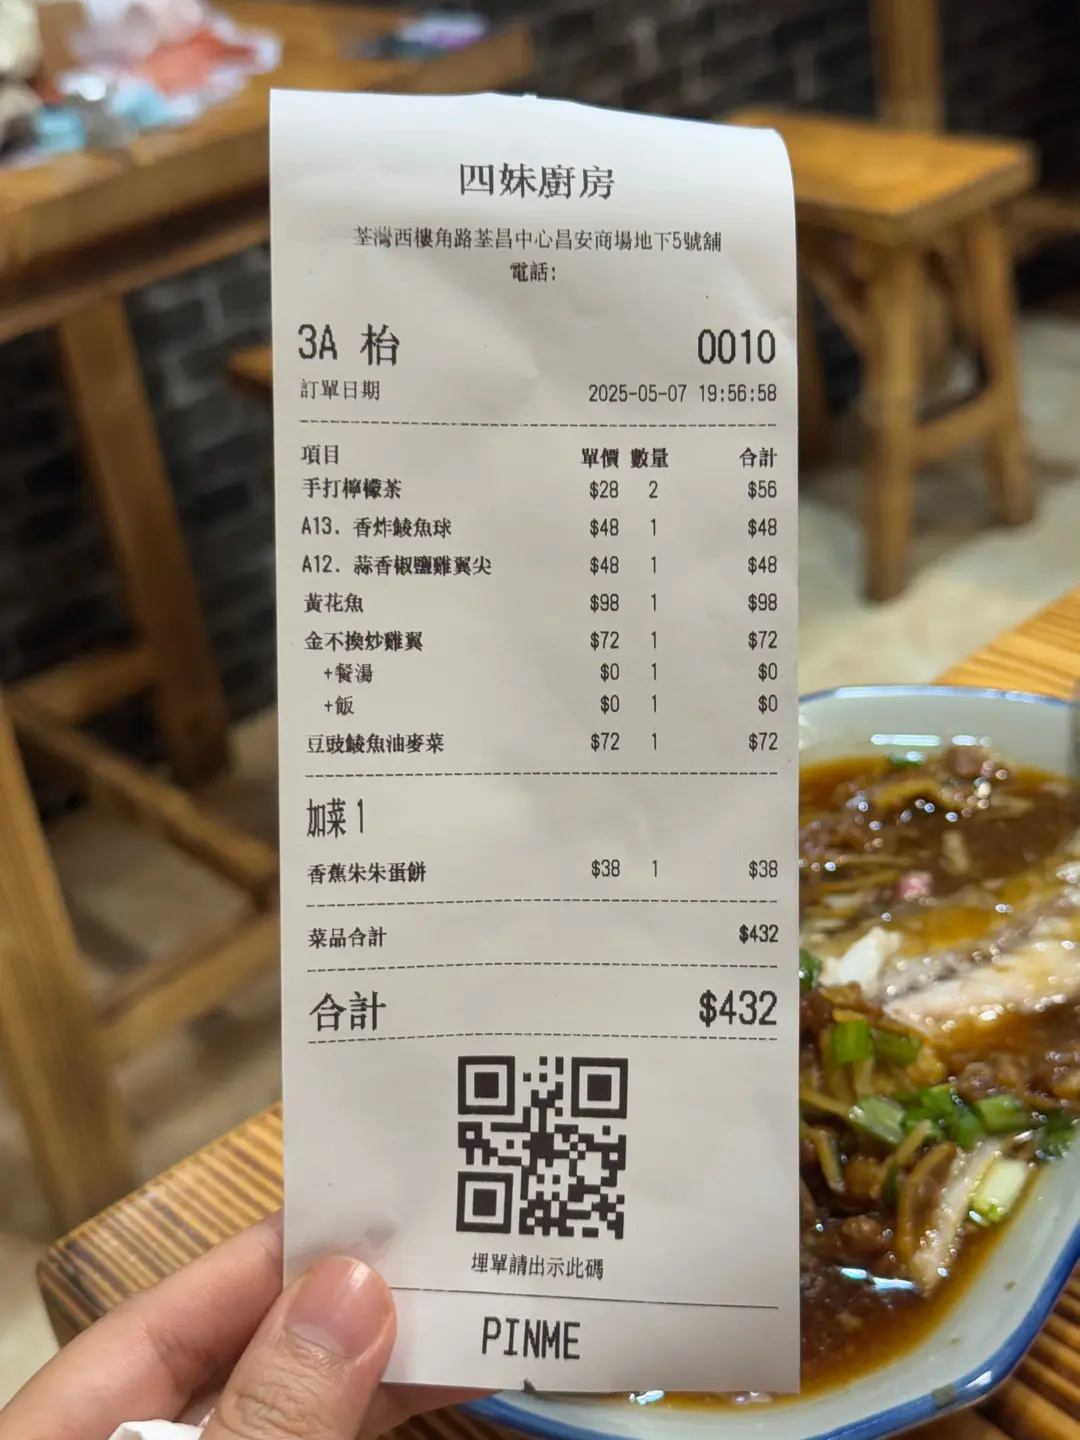 四妹廚房
荃灣西樓角路荃昌中心昌安商場地下5號舖
電話:
3A 枱 0010
訂單日期 2025-05-07 19:56:58
項目 單價 數量 合計
手打檸檬茶 $28 2 $56
A13. 香炸鯪魚球 $48 1 $48
A12. 蒜香椒鹽雞翼尖 $48 1 $48
黃花魚 $98 1 $98
金不換炒雞翼 $72 1 $72
+餐湯 $0 1 $0
+飯 $0 1 $0
豆豉鯪魚油麥菜 $72 1 $72
加菜 1
香蕉朱朱蛋餅 $38 1 $38
菜品合計 $432
合計 $432
埋單請出示此碼
PINME